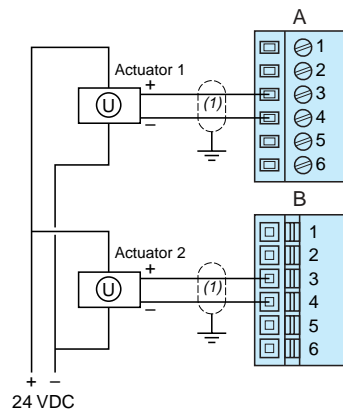 A
Actuator 1
U
+
–
(1)
1
2
3
4
5
6
B
Actuator 2
U
+
–
(1)
1
2
3
4
5
6
+ –
24 VDC